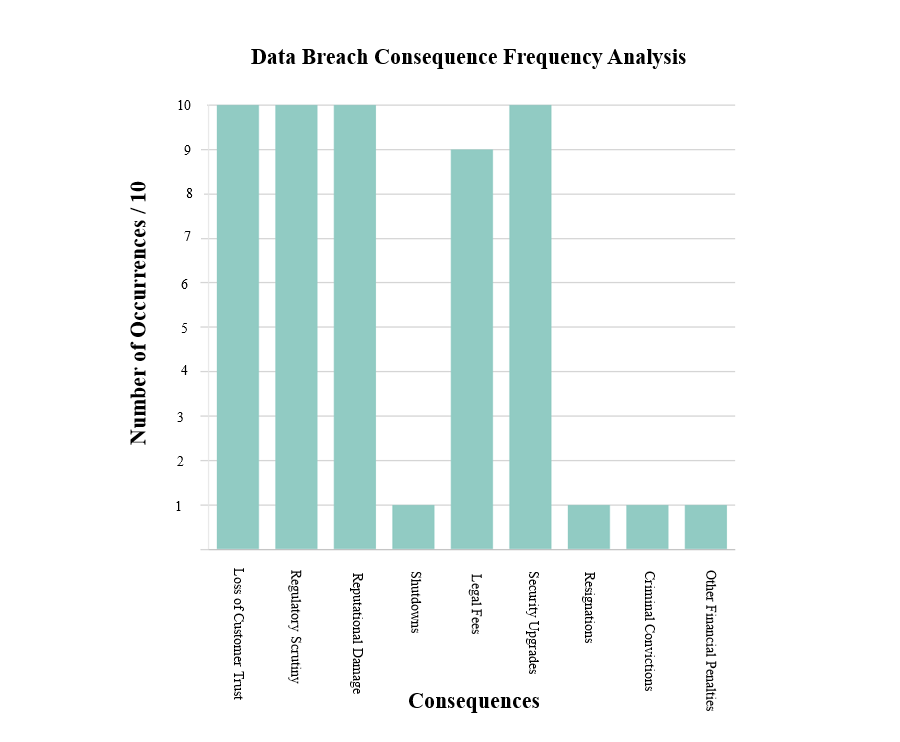 Data Breach Consequence Frequency Analysis
Number of Occurrences / 10
10
9
8
7
6
5
4
3
2
1
Loss of Customer Trust
Regulatory Scrutiny
Reputational Damage
Shutdowns
Legal Fees
Security Upgrades
Resignations
Criminal Convictions
Other Financial Penalties
Consequences